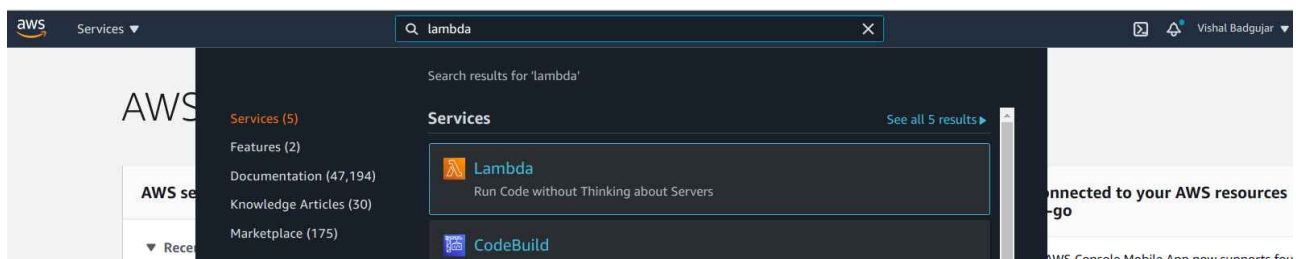 aws
Services ▼
lambda
Vishal Badgujar ▼
AWS
Search results for 'lambda'
Services (5)
Features (2)
Documentation (47,194)
Knowledge Articles (30)
Marketplace (175)
Services
See all 5 results ▶
Lambda
Run Code without Thinking about Servers
CodeBuild
AWS se
▼ Recen
nnected to your AWS resources
-go
AWS Console Mobile App now supports fou